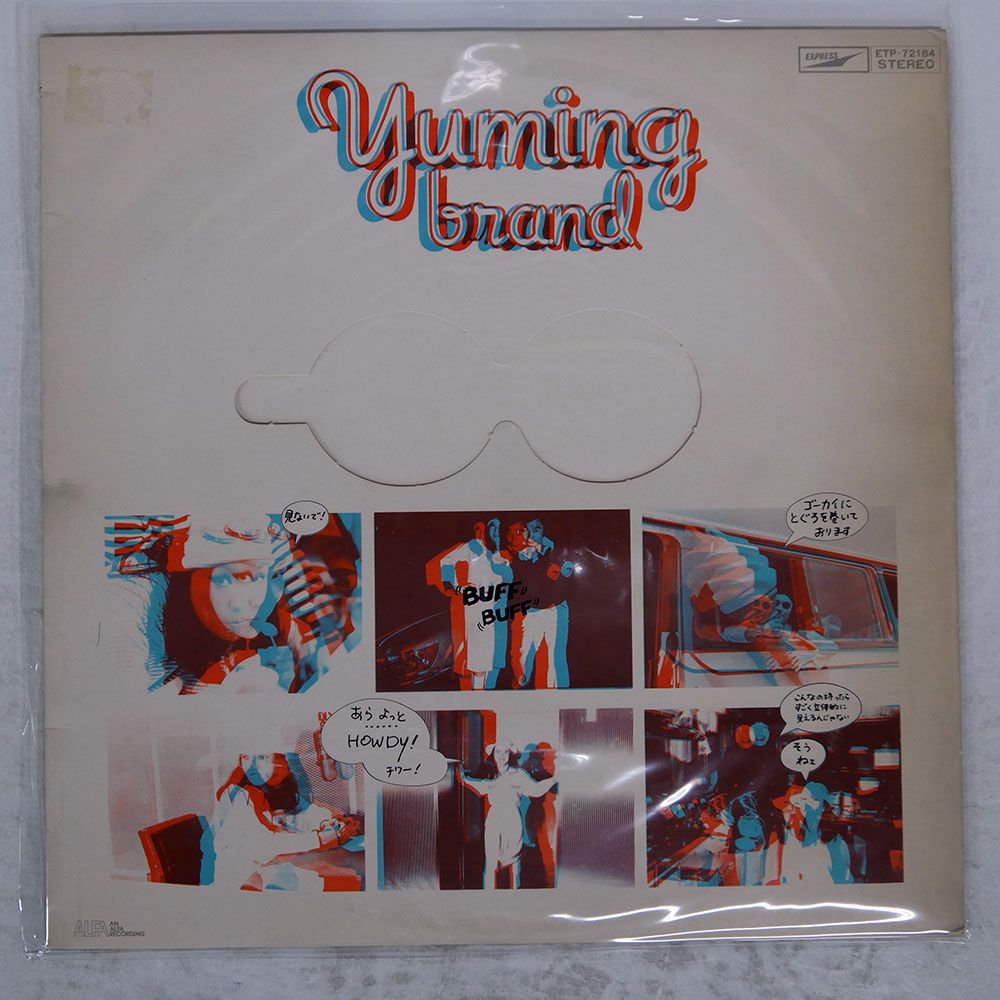 EXPRESS
ETP-72184
STEREO
Yuming
brand
見ないで!
"BUFF"
"BUFF"
ゴーカイに
とぐろを巻いて
おります
あら よっと
HOWDY!
チワー!
こんなの持ったら
すごく立体的に
見えるんじゃない
そう
ねェ
ALFA
AN
ALFA
RECORDING